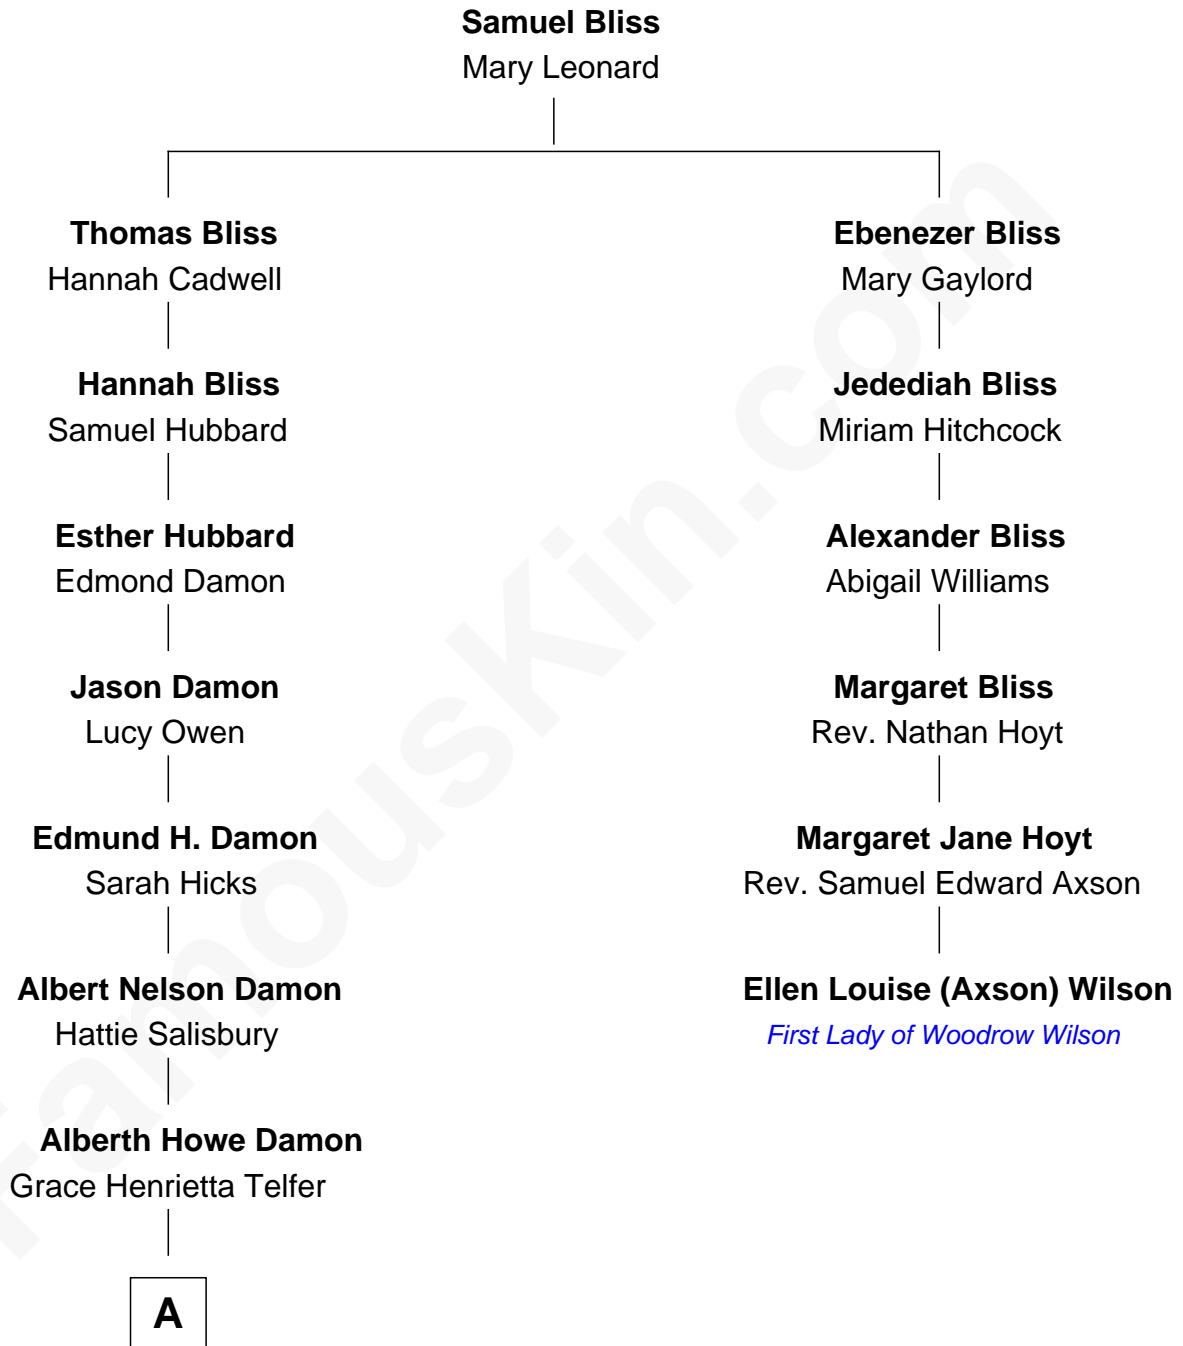 Samuel Bliss
Mary Leonard
Thomas Bliss
Hannah Cadwell
Hannah Bliss
Samuel Hubbard
Esther Hubbard
Edmond Damon
Jason Damon
Lucy Owen
Edmund H. Damon
Sarah Hicks
Albert Nelson Damon
Hattie Salisbury
Alberth Howe Damon
Grace Henrietta Telfer
A
Ebenezer Bliss
Mary Gaylord
Jedediah Bliss
Miriam Hitchcock
Alexander Bliss
Abigail Williams
Margaret Bliss
Rev. Nathan Hoyt
Margaret Jane Hoyt
Rev. Samuel Edward Axson
Ellen Louise (Axson) Wilson
First Lady of Woodrow Wilson
FamousKin.com